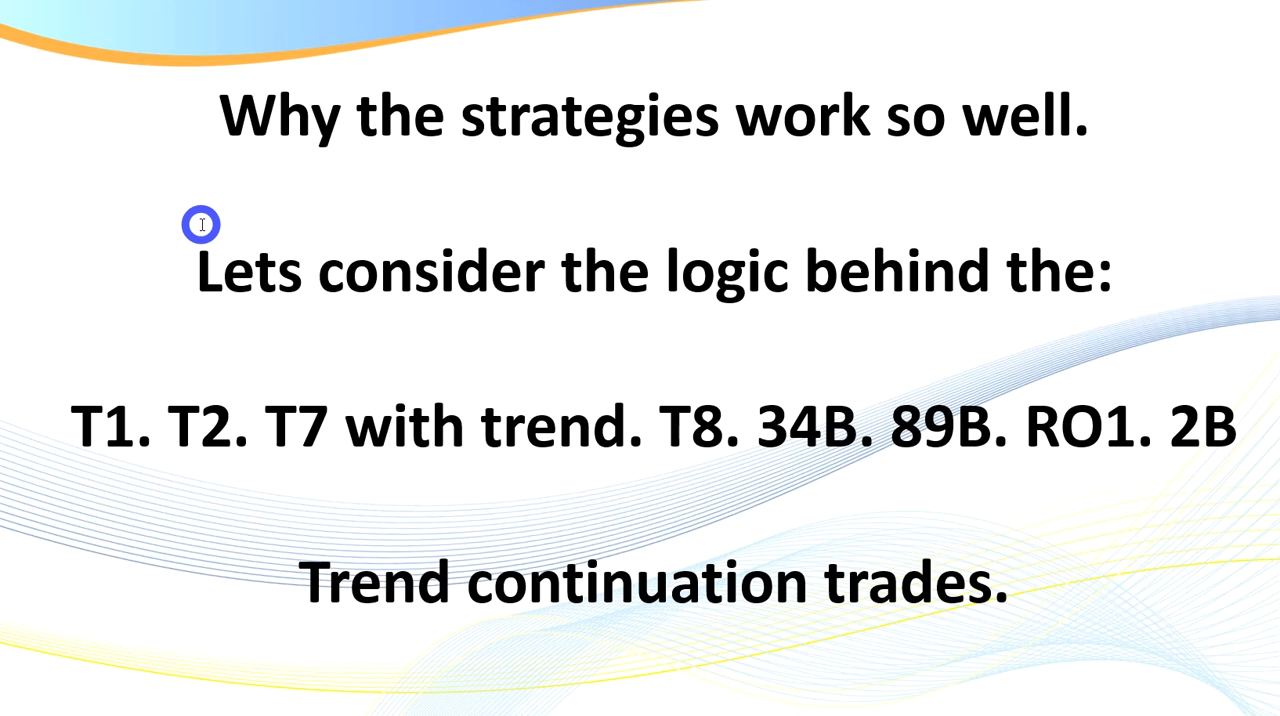 Why the strategies work so well.
Lets consider the logic behind the:
T1. T2. T7 with trend. T8. 34B. 89B. RO1. 2B
Trend continuation trades.